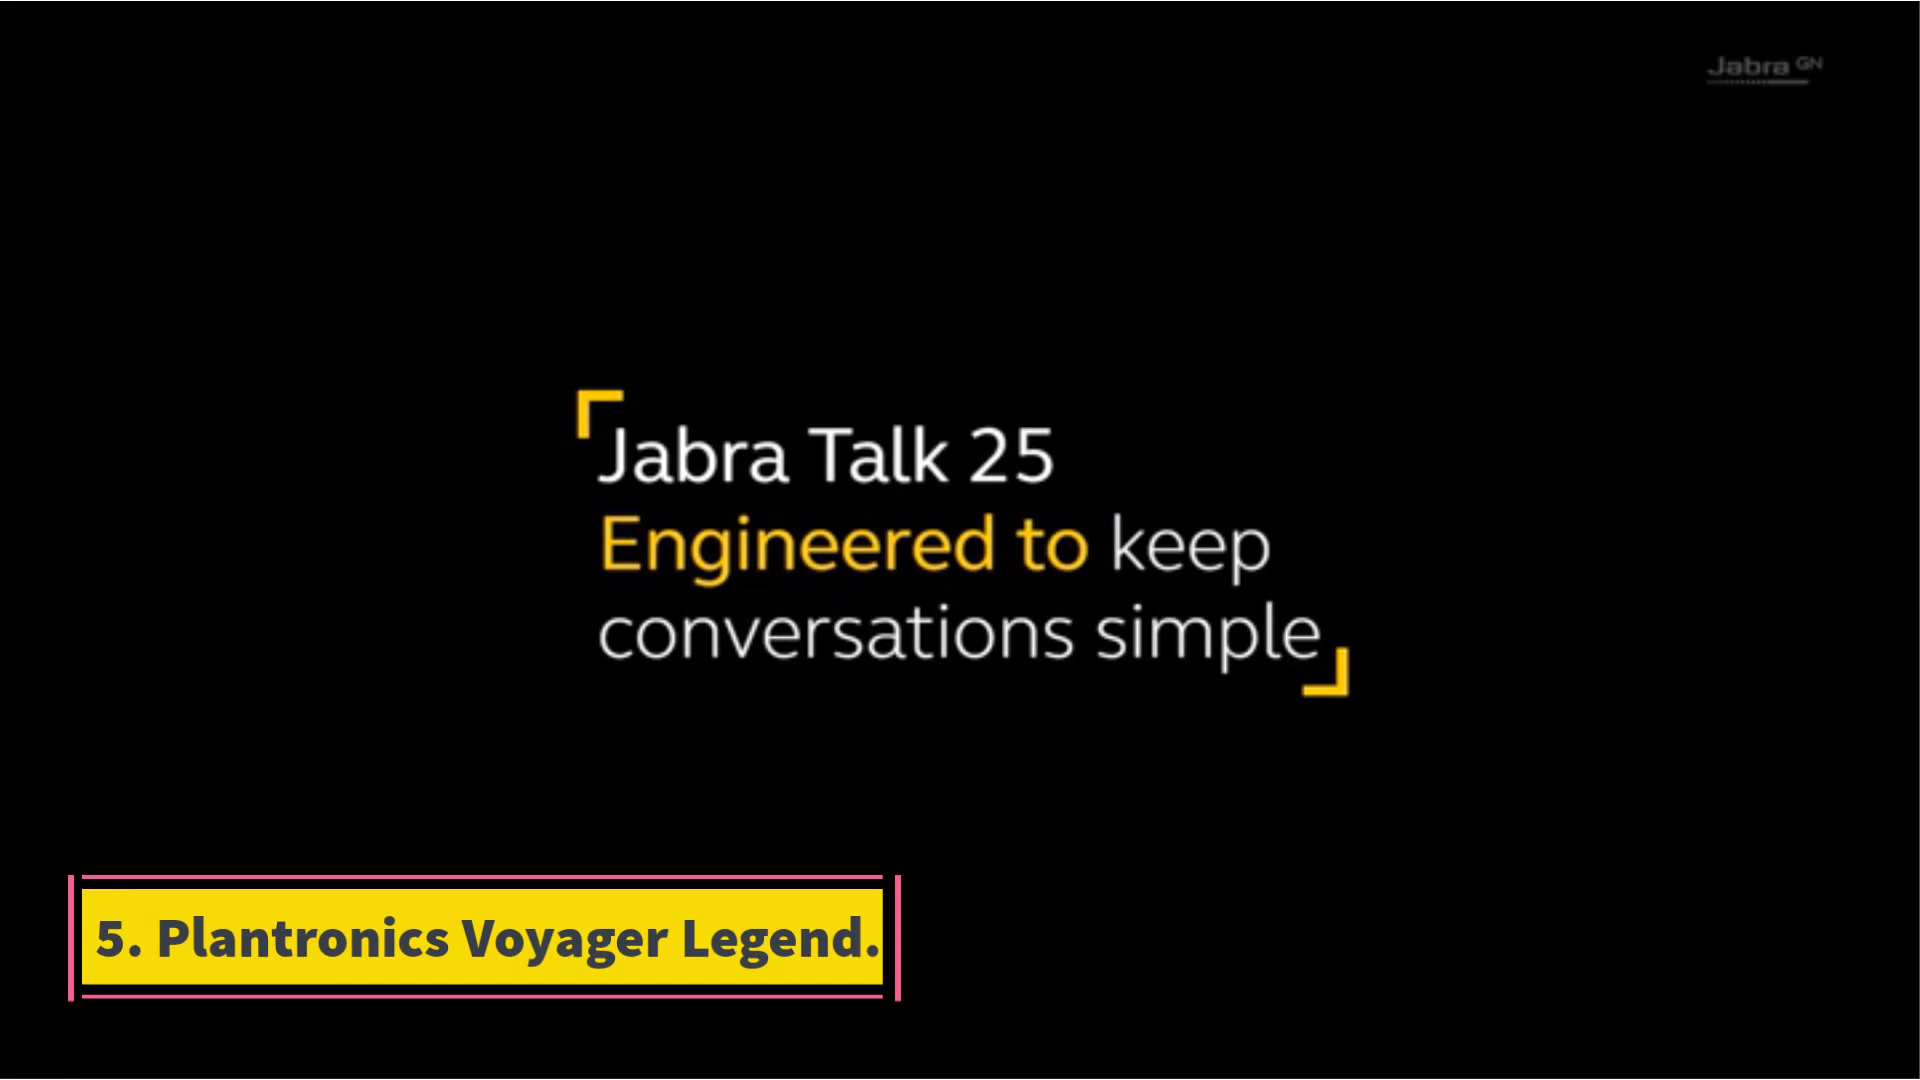 Jabra GN
Jabra Talk 25
Engineered to keep
conversations simple
5. Plantronics Voyager Legend.